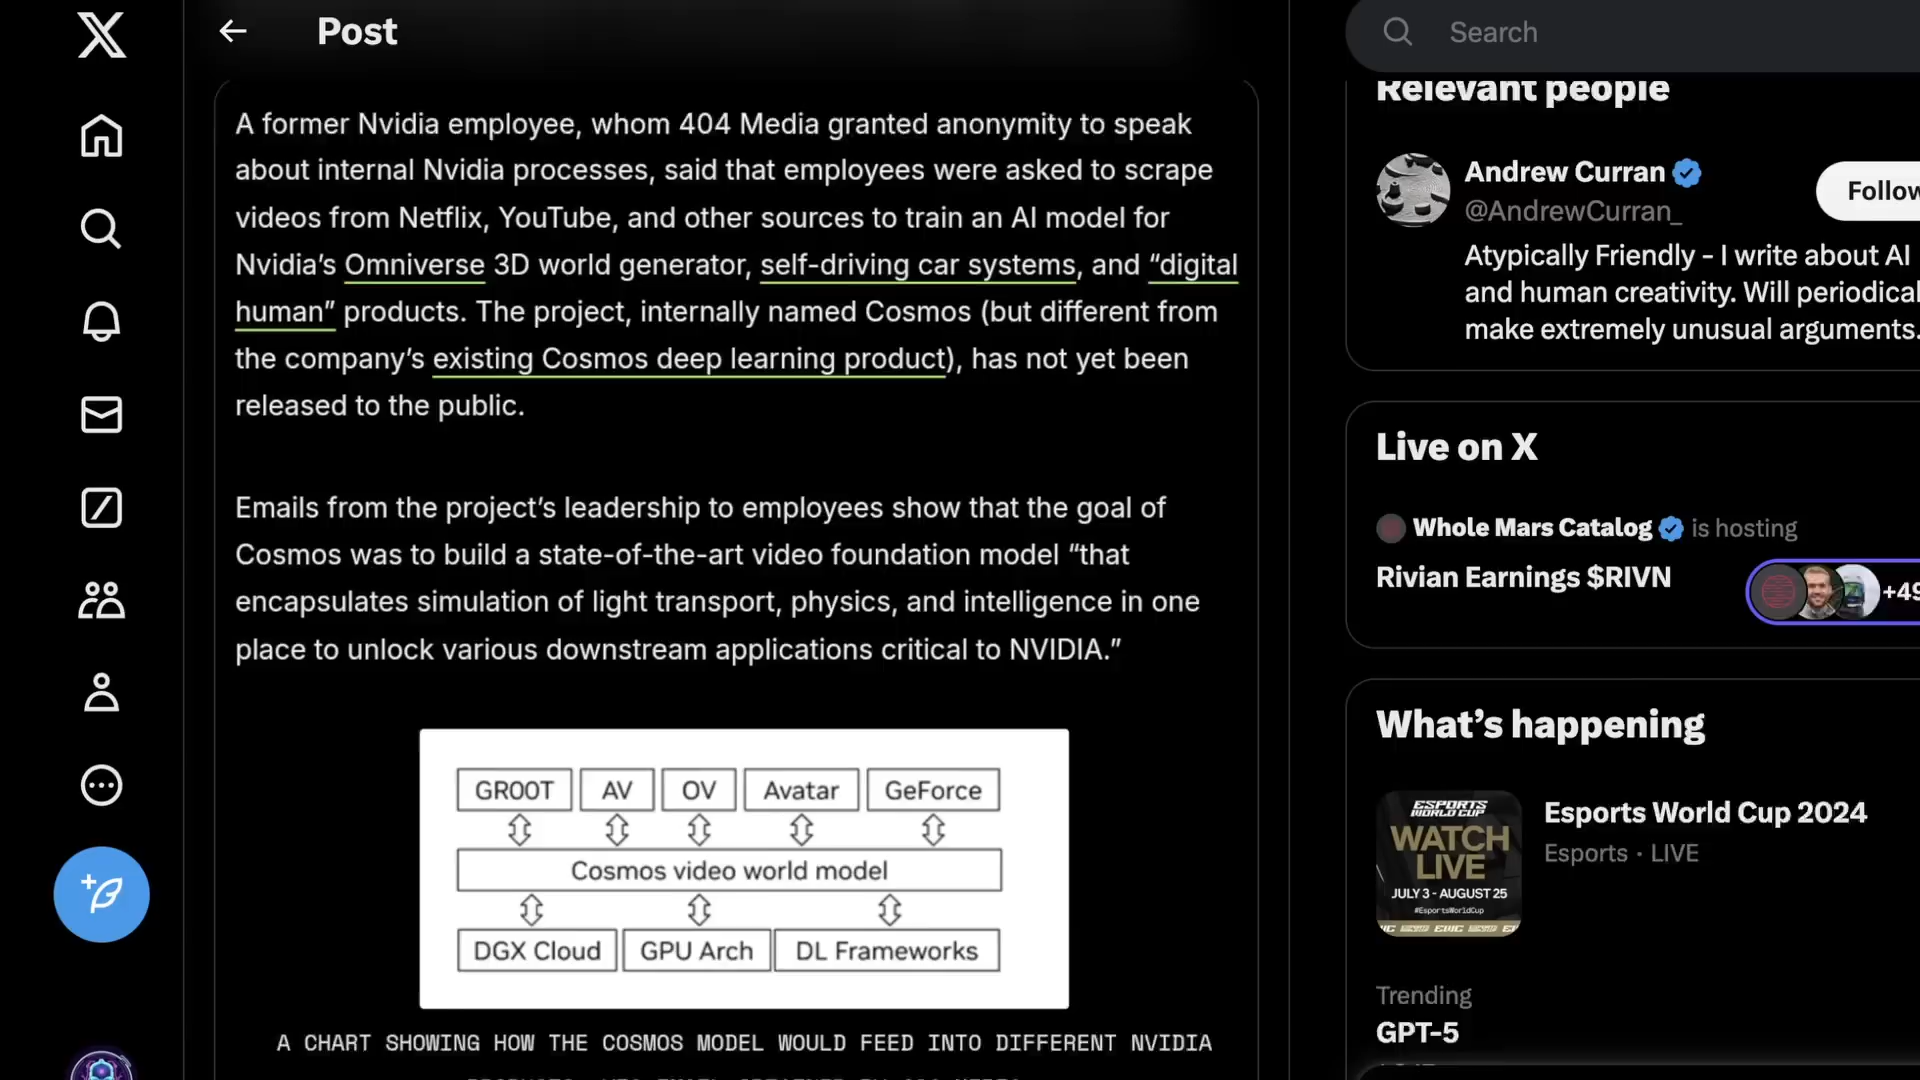 Post
A former Nvidia employee, whom 404 Media granted anonymity to speak
about internal Nvidia processes, said that employees were asked to scrape
videos from Netflix, YouTube, and other sources to train an AI model for
Nvidia’s Omniverse 3D world generator, self-driving car systems, and “digital
human” products. The project, internally named Cosmos (but different from
the company’s existing Cosmos deep learning product), has not yet been
released to the public.
Emails from the project’s leadership to employees show that the goal of
Cosmos was to build a state-of-the-art video foundation model “that
encapsulates simulation of light transport, physics, and intelligence in one
place to unlock various downstream applications critical to NVIDIA.”
GR00T AV OV Avatar GeForce
Cosmos video world model
DGX Cloud GPU Arch DL Frameworks
A CHART SHOWING HOW THE COSMOS MODEL WOULD FEED INTO DIFFERENT NVIDIA
Search
Relevant people
Andrew Curran
@AndrewCurran_
Follow
Atypically Friendly - I write about AI
and human creativity. Will periodical
make extremely unusual arguments.
Live on X
Whole Mars Catalog is hosting
Rivian Earnings $RIVN
+49
What’s happening
ESPORTS
WORLD CUP
WATCH
LIVE
JULY 3 - AUGUST 25
#EsportsWorldCup
Esports World Cup 2024
Esports · LIVE
Trending
GPT-5